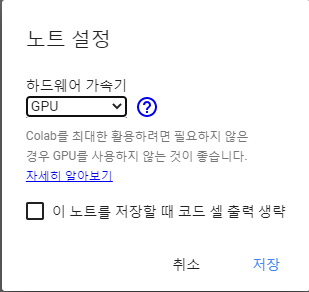 노트 설정
하드웨어 가속기
GPU
Colab를 최대한 활용하려면 필요하지 않은
경우 GPU를 사용하지 않는 것이 좋습니다.
자세히 알아보기
이 노트를 저장할 때 코드 셀 출력 생략
취소 저장